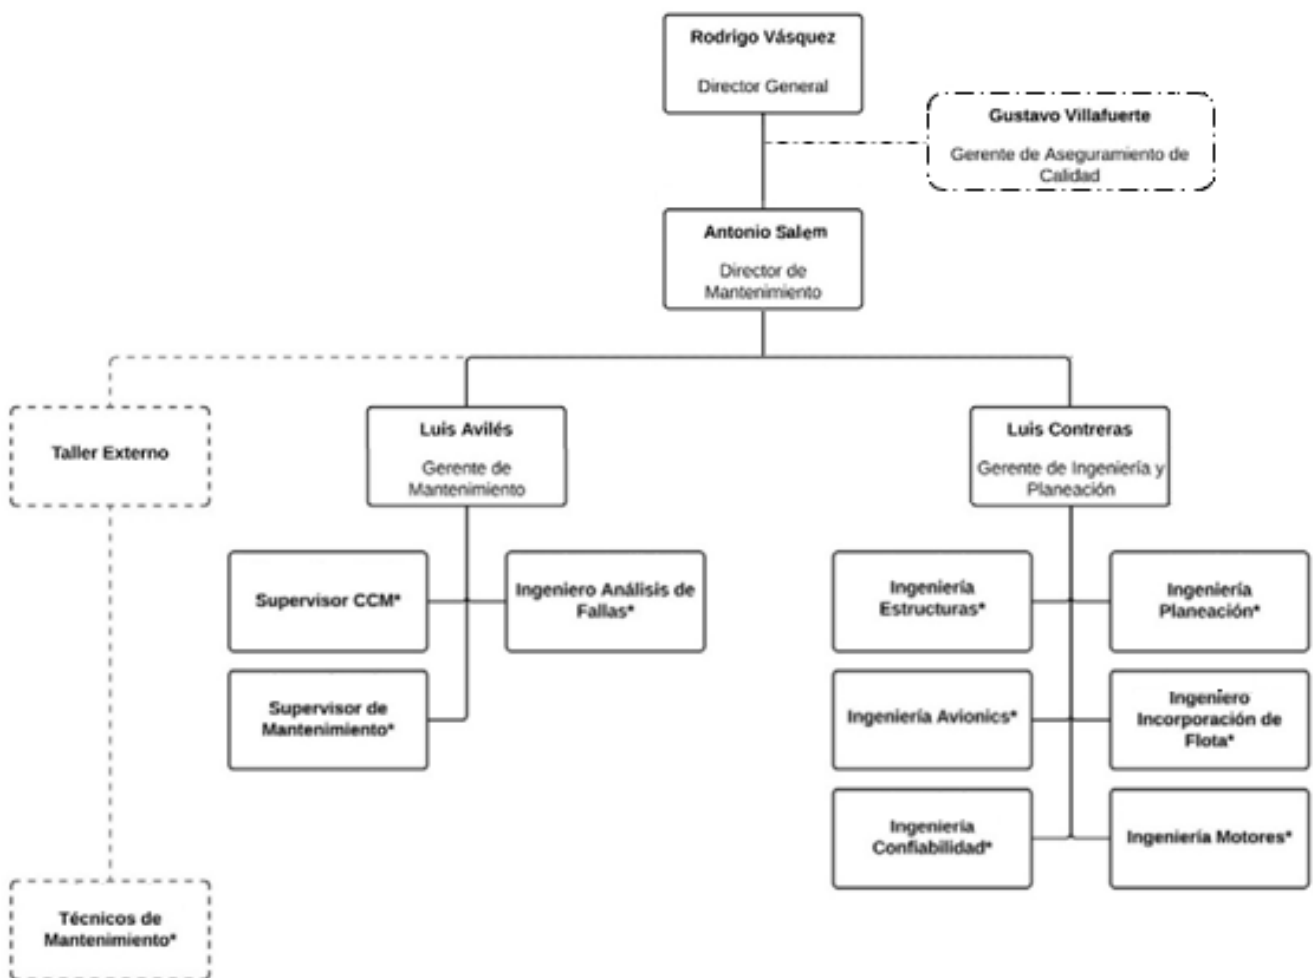 Rodrigo Vásquez
Director General
Gustavo Villafuerte
Gerente de Aseguramiento de
Calidad
Antonio Salem
Director de
Mantenimiento
Taller Externo
Luis Avilés
Gerente de
Mantenimiento
Luis Contreras
Gerente de Ingeniería y
Planeación
Supervisor CCM*
Ingeniero Análisis de
Fallas*
Ingeniería
Estructuras*
Ingeniería
Planeación*
Supervisor de
Mantenimiento*
Ingeniería Avionics*
Ingeniero
Incorporación de
Flota*
Ingeniería
Confiabilidad*
Ingeniería Motores*
Técnicos de
Mantenimiento*